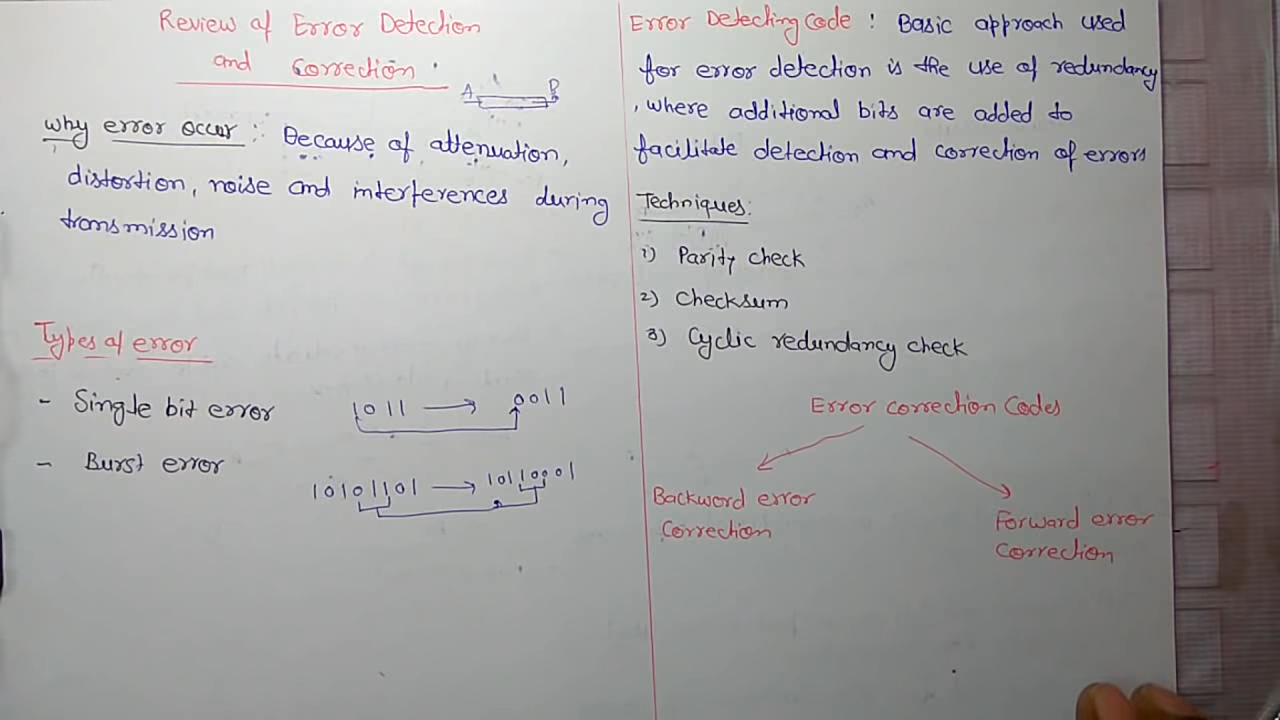 Review of Error Detection
and Correction
A B
why error occur : Because of attenuation,
distortion, noise and interferences during
transmission
Types of error
- Single bit error 1011 → 0011
- Burst error 10101101 → 10110001
Error Detecting Code : Basic approach used
for error detection is the use of redundancy
, where additional bits are added to
facilitate detection and correction of errors
Techniques:
1) Parity check
2) Checksum
3) Cyclic redundancy check
Error correction Codes
Backword error
Correction
Forward error
Correction